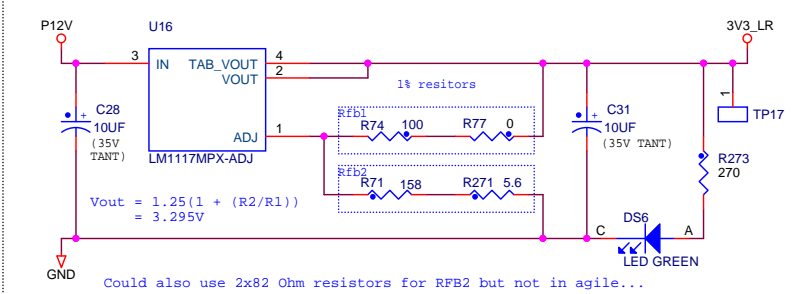 P12V
U16
3V3_LR
3 IN TAB_VOUT 4
VOUT 2
1% resitors
C28
10UF
(35V
TANT)
ADJ 1
LM1117MPX-ADJ
Rfb1
R74 100 R77 0
C31
10UF
(35V
TANT)
1
TP17
Rfb2
R71 158 R271 5.6
R273
270
Vout = 1.25(1 + (R2/R1))
= 3.295V
DS6
C A
LED GREEN
GND
Could also use 2x82 Ohm resistors for RFB2 but not in agile...